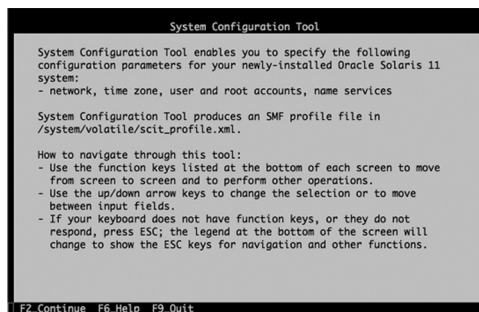 System Configuration Tool
System Configuration Tool enables you to specify the following
configuration parameters for your newly-installed Oracle Solaris 11
system:
- network, time zone, user and root accounts, name services
System Configuration Tool produces an SMF profile file in
/system/volatile/scit_profile.xml.
How to navigate through this tool:
- Use the function keys listed at the bottom of each screen to move
from screen to screen and to perform other operations.
- Use the up/down arrow keys to change the selection or to move
between input fields.
- If your keyboard does not have function keys, or they do not
respond, press ESC; the legend at the bottom of the screen will
change to show the ESC keys for navigation and other functions.
F2_Continue F6_Help F9_Quit